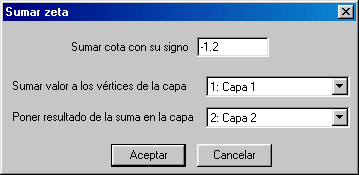 Sumar zeta
Sumar cota con su signo -1.2
Sumar valor a los vértices de la capa 1: Capa 1
Poner resultado de la suma en la capa 2: Capa 2
Aceptar Cancelar